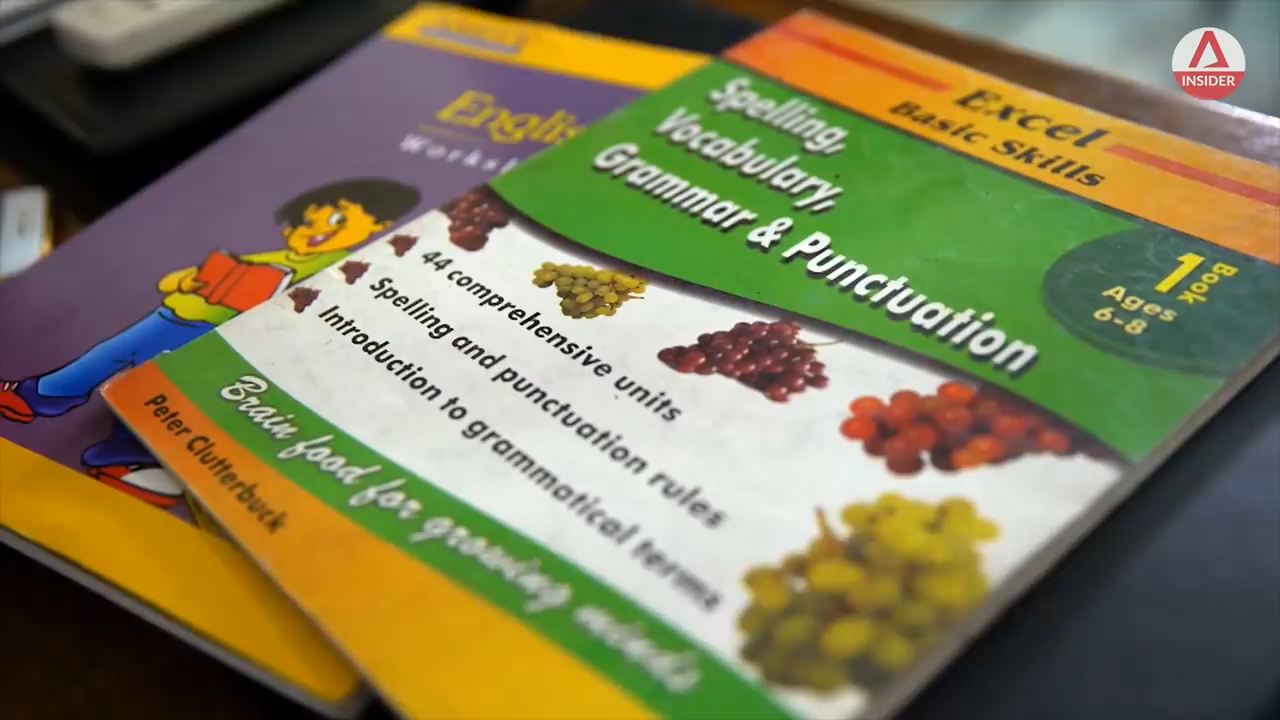 INSIDER
Excel
Basic Skills
Spelling,
Vocabulary,
Grammar & Punctuation
1
Book
Ages
6-8
44 comprehensive units
Spelling and punctuation rules
Introduction to grammatical terms
Brain food for growing minds
Peter Clutterbuck